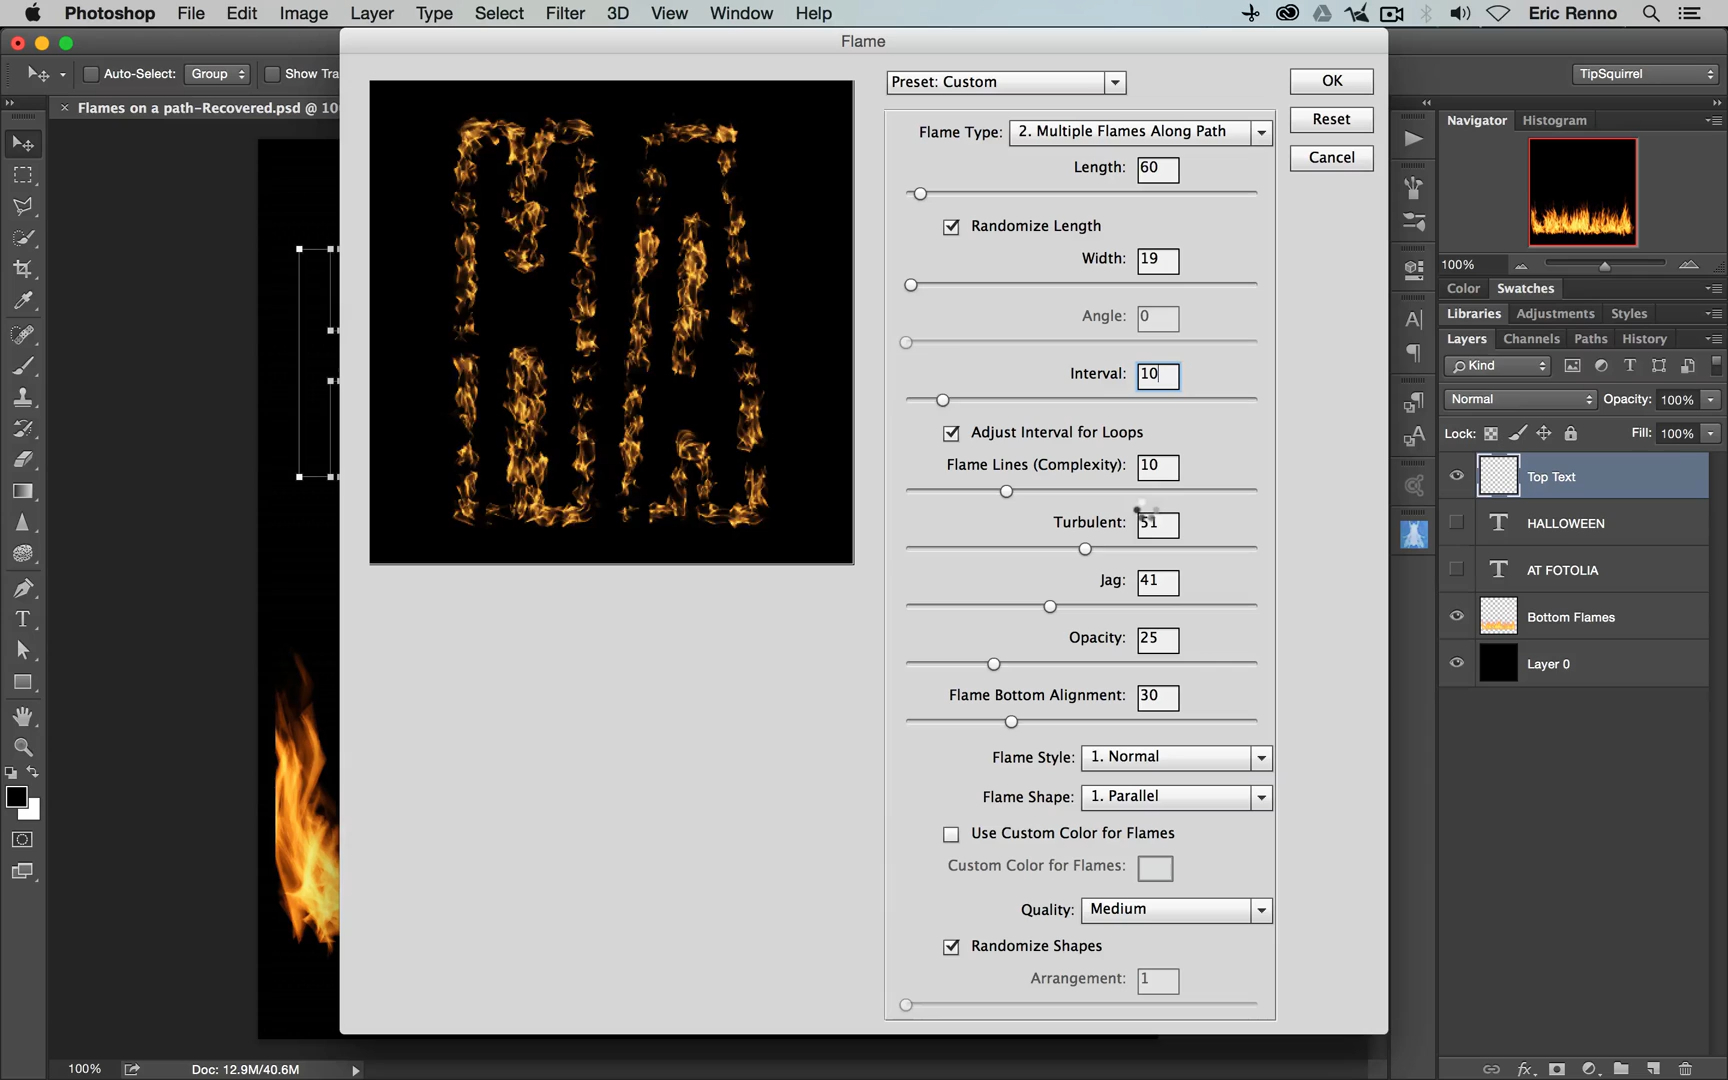 Photoshop File Edit Image Layer Type Select Filter 3D View Window Help Eric Renno
Flame
Auto-Select: Group Show Tra
TipSquirrel
Flames on a path-Recovered.psd @ 10
Preset: Custom
OK
Reset
Cancel
Flame Type: 2. Multiple Flames Along Path
Length: 60
Randomize Length
Width: 19
Angle: 0
Interval: 10
Adjust Interval for Loops
Flame Lines (Complexity): 10
Turbulent: 51
Jag: 41
Opacity: 25
Flame Bottom Alignment: 30
Flame Style: 1. Normal
Flame Shape: 1. Parallel
Use Custom Color for Flames
Custom Color for Flames:
Quality: Medium
Randomize Shapes
Arrangement: 1
Navigator Histogram
100%
Color Swatches
Libraries Adjustments Styles
Layers Channels Paths History
Kind
Normal Opacity: 100%
Lock: Fill: 100%
Top Text
HALLOWEEN
AT FOTOLIA
Bottom Flames
Layer 0
100% Doc: 12.9M/40.6M